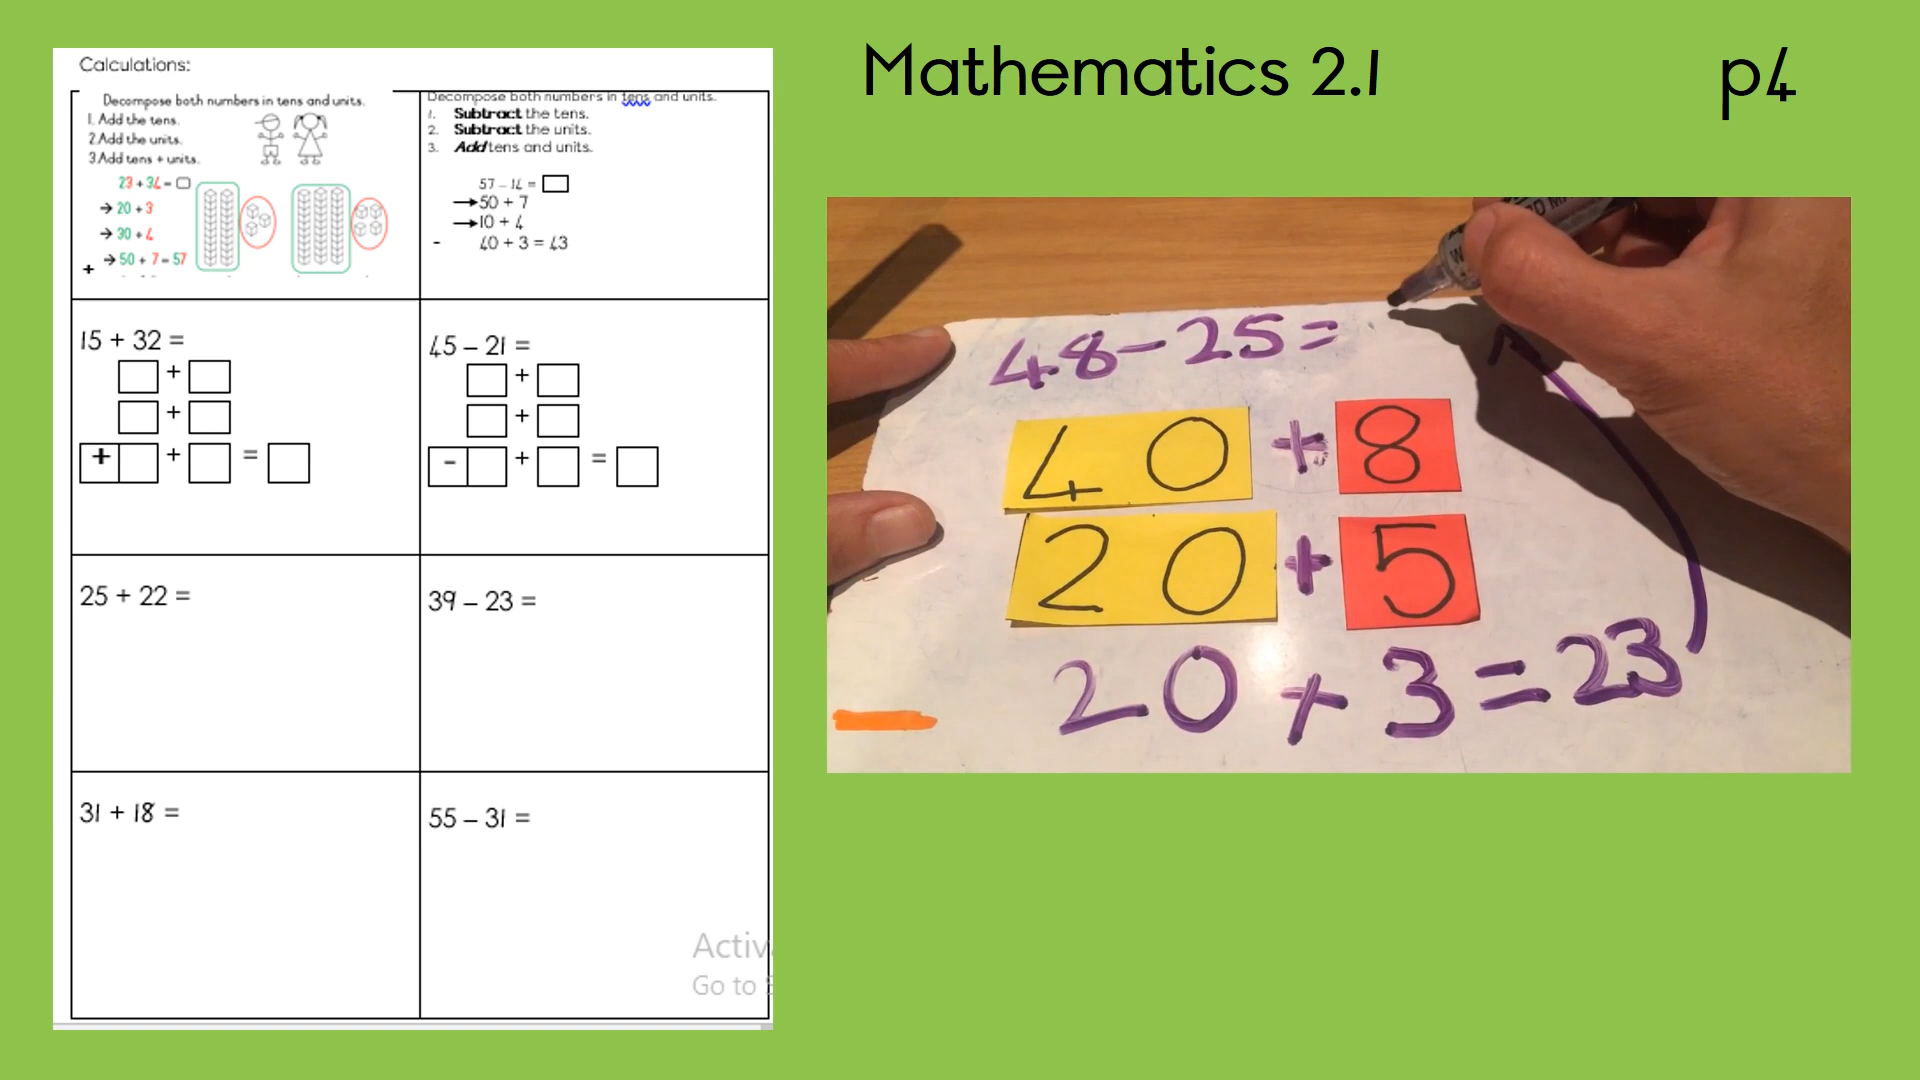 Mathematics 2.1
p4
Calculations:
Decompose both numbers in tens and units.
1. Add the tens.
2.Add the units.
3.Add tens + units.
23 + 34 = □
→ 20 + 3
→ 30 + 4
→ 50 + 7 = 57
+
Decompose both numbers in tens and units.
1. Subtract the tens.
2. Subtract the units.
3. Add tens and units.
57 – 14 = □
→50 + 7
→10 + 4
- 40 + 3 = 43
15 + 32 =
□ + □
□ + □
+ □ + □ = □
45 – 21 =
□ + □
□ + □
- □ + □ = □
25 + 22 =
39 – 23 =
31 + 18 =
55 – 31 =
Go to
48-25=
40 + 8
20 + 5
20 + 3 = 23